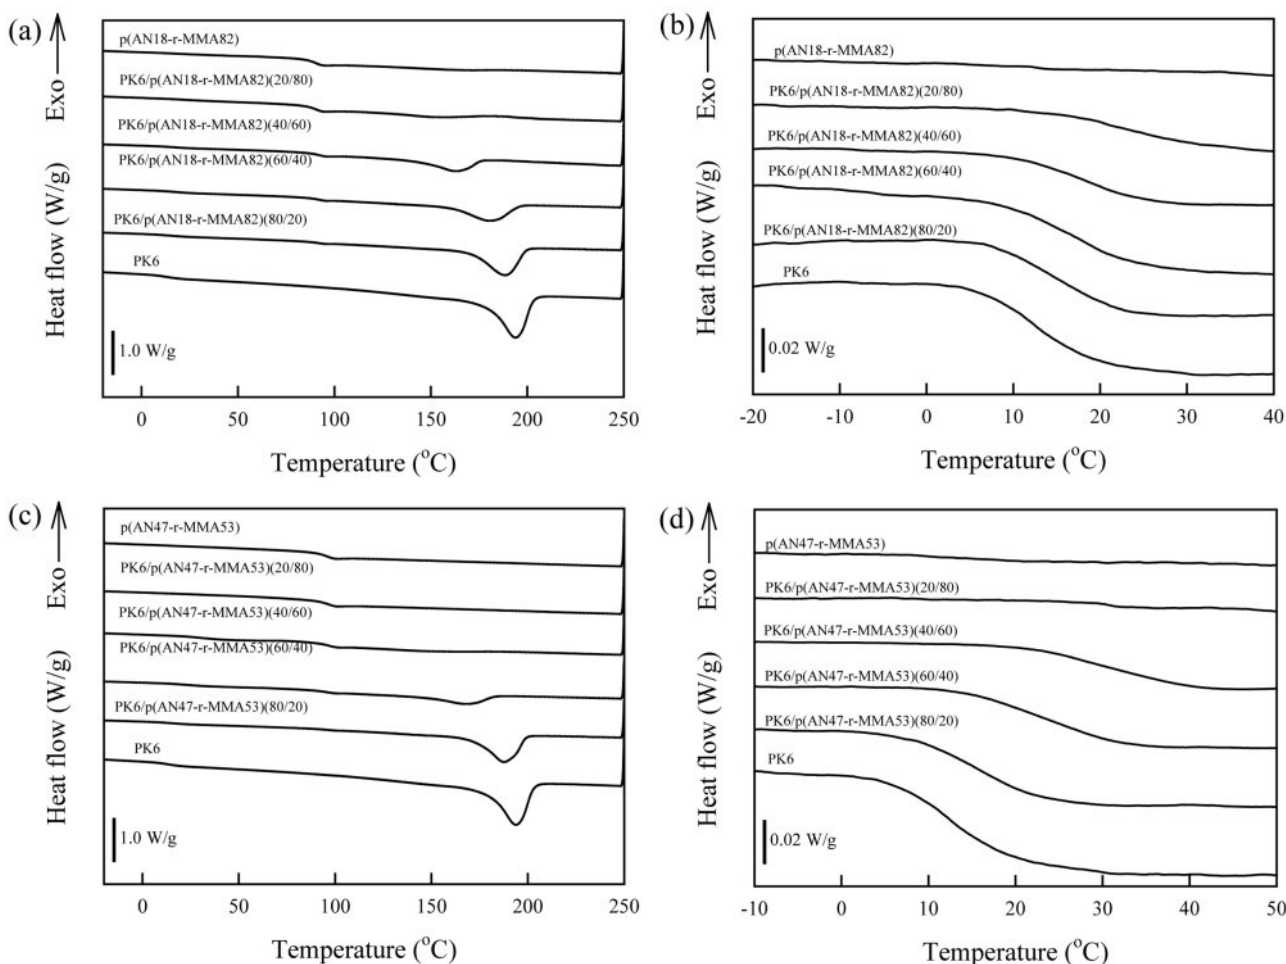 (a)
Exo
Heat flow (W/g)
p(AN18-r-MMA82)
PK6/p(AN18-r-MMA82)(20/80)
PK6/p(AN18-r-MMA82)(40/60)
PK6/p(AN18-r-MMA82)(60/40)
PK6/p(AN18-r-MMA82)(80/20)
PK6
1.0 W/g
0 50 100 150 200 250
Temperature (°C)
(b)
Exo
Heat flow (W/g)
p(AN18-r-MMA82)
PK6/p(AN18-r-MMA82)(20/80)
PK6/p(AN18-r-MMA82)(40/60)
PK6/p(AN18-r-MMA82)(60/40)
PK6/p(AN18-r-MMA82)(80/20)
PK6
0.02 W/g
-20 -10 0 10 20 30 40
Temperature (°C)
(c)
Exo
Heat flow (W/g)
p(AN47-r-MMA53)
PK6/p(AN47-r-MMA53)(20/80)
PK6/p(AN47-r-MMA53)(40/60)
PK6/p(AN47-r-MMA53)(60/40)
PK6/p(AN47-r-MMA53)(80/20)
PK6
1.0 W/g
0 50 100 150 200 250
Temperature (°C)
(d)
Exo
Heat flow (W/g)
p(AN47-r-MMA53)
PK6/p(AN47-r-MMA53)(20/80)
PK6/p(AN47-r-MMA53)(40/60)
PK6/p(AN47-r-MMA53)(60/40)
PK6/p(AN47-r-MMA53)(80/20)
PK6
0.02 W/g
-10 0 10 20 30 40 50
Temperature (°C)